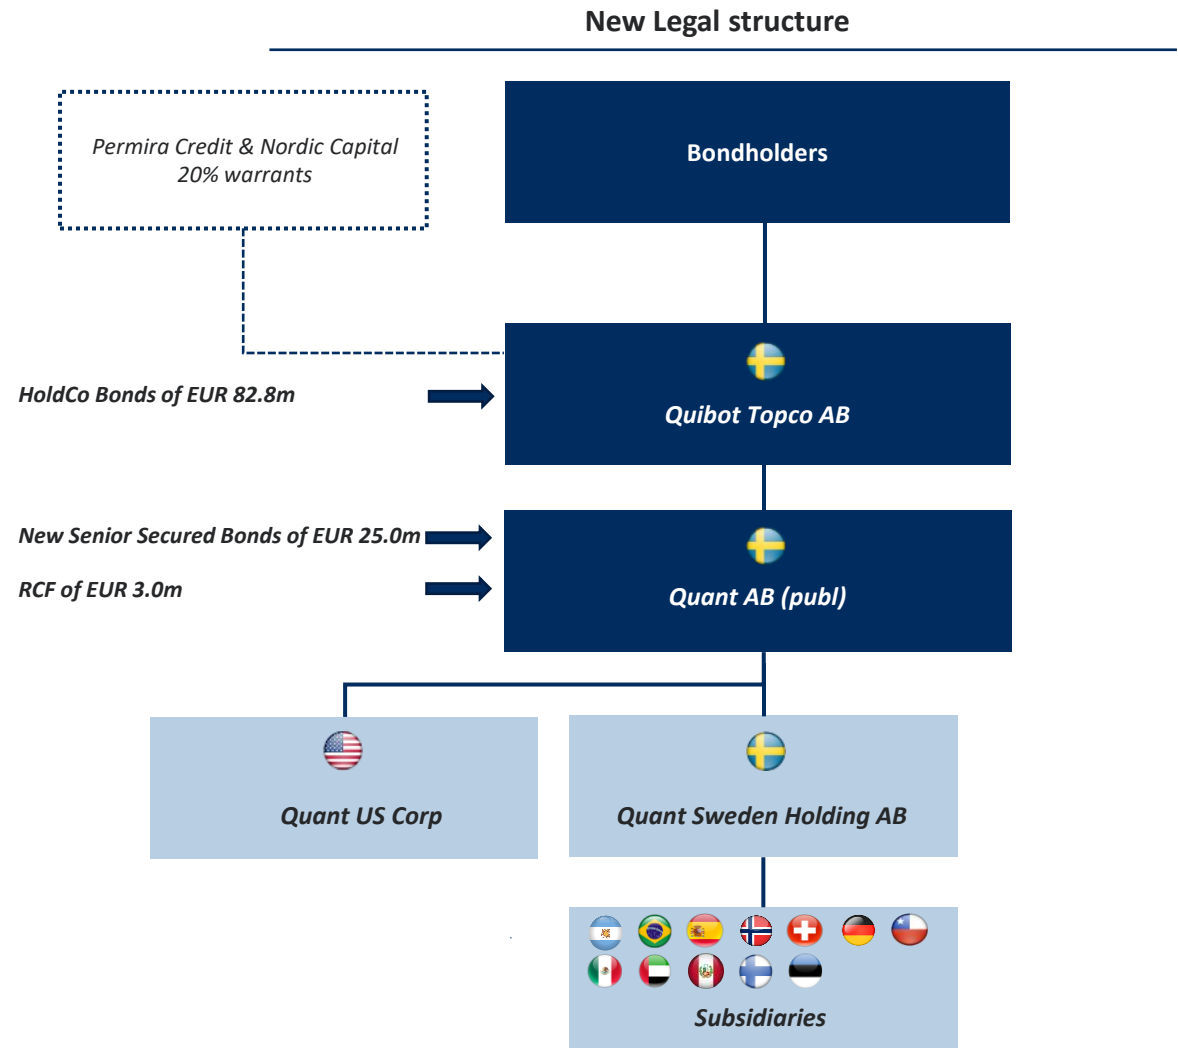 New Legal structure
Permira Credit & Nordic Capital
20% warrants
Bondholders
HoldCo Bonds of EUR 82.8m
Quibot Topco AB
New Senior Secured Bonds of EUR 25.0m
RCF of EUR 3.0m
Quant AB (publ)
Quant US Corp
Quant Sweden Holding AB
Subsidiaries